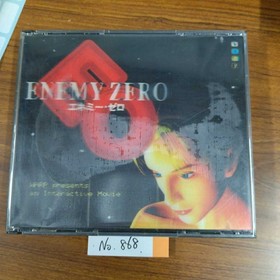 ENEMY ZERO
エネミー・ゼロ
WARP presents
an Interactive Movie
No. 868